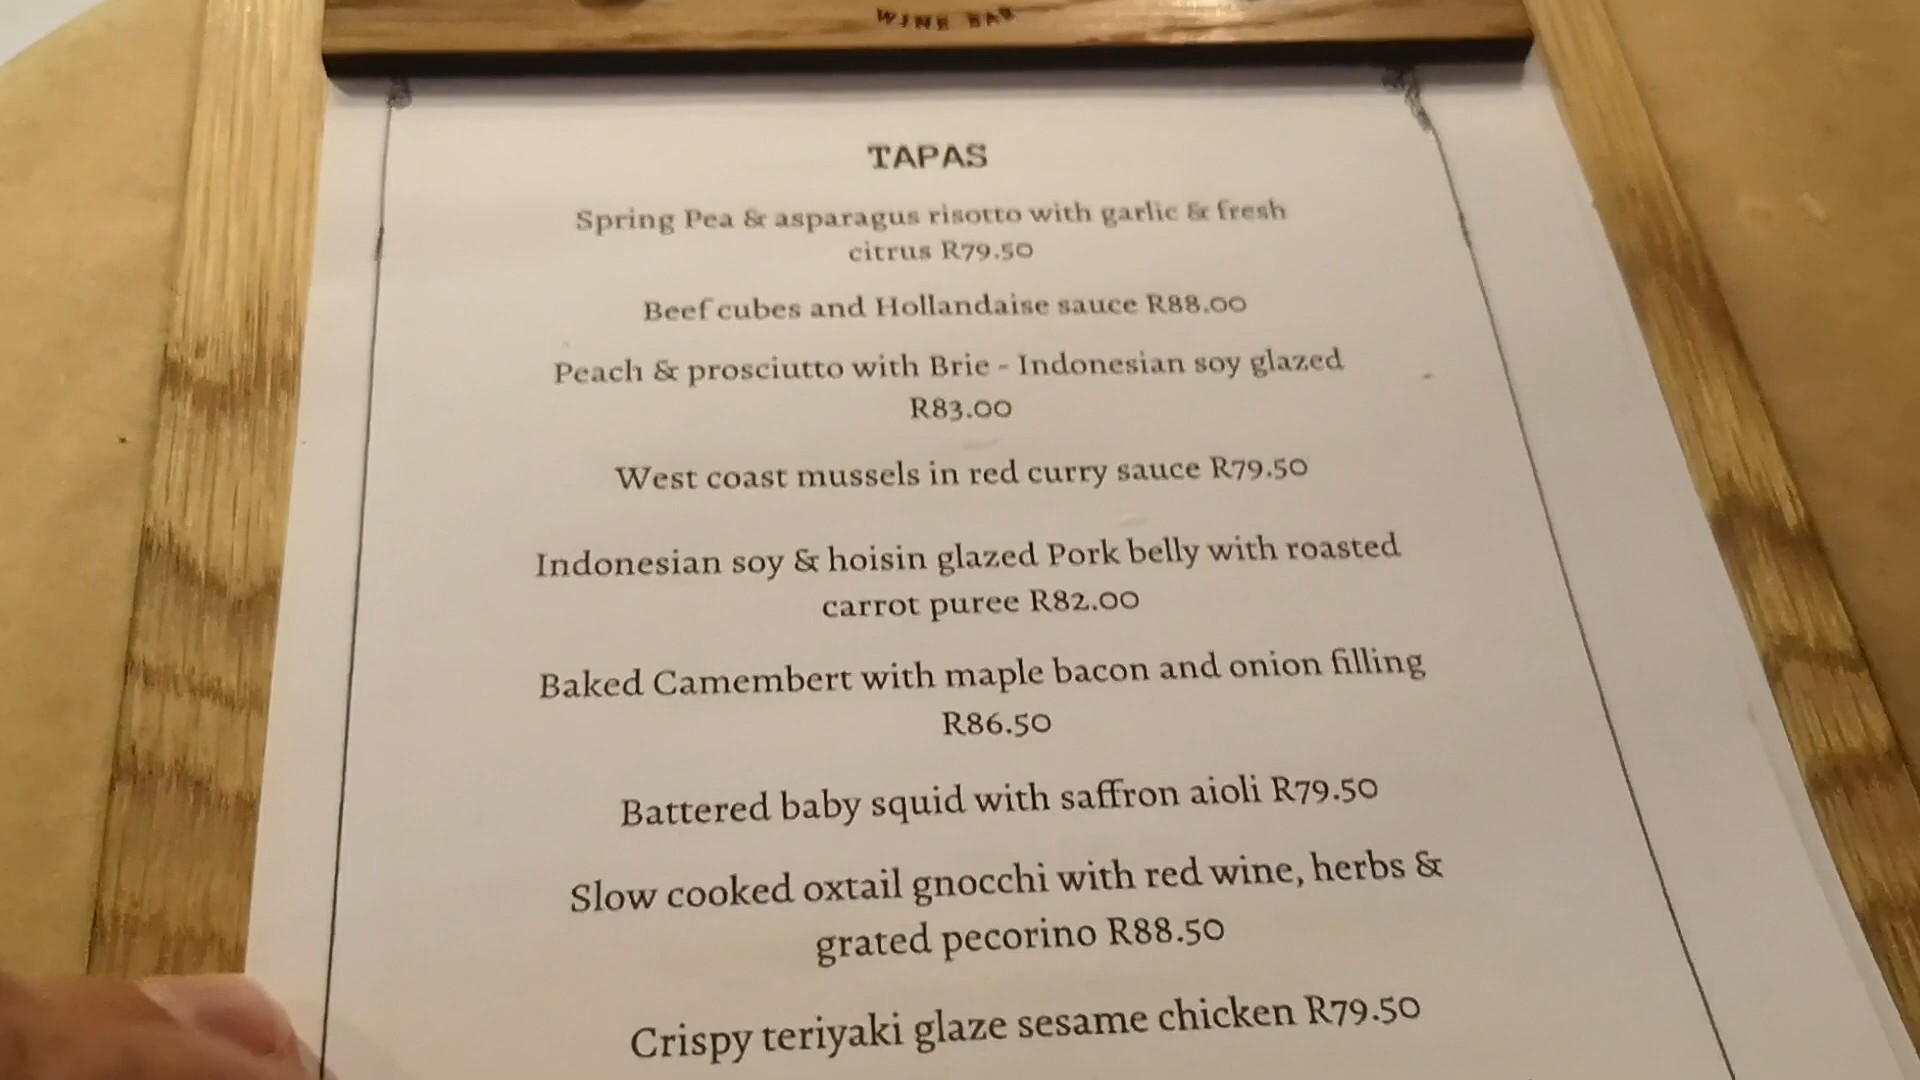 WINE BAR
TAPAS
Spring Pea & asparagus risotto with garlic & fresh
citrus R79.50
Beef cubes and Hollandaise sauce R88.00
Peach & prosciutto with Brie - Indonesian soy glazed
R83.00
West coast mussels in red curry sauce R79.50
Indonesian soy & hoisin glazed Pork belly with roasted
carrot puree R82.00
Baked Camembert with maple bacon and onion filling
R86.50
Battered baby squid with saffron aioli R79.50
Slow cooked oxtail gnocchi with red wine, herbs &
grated pecorino R88.50
Crispy teriyaki glaze sesame chicken R79.50